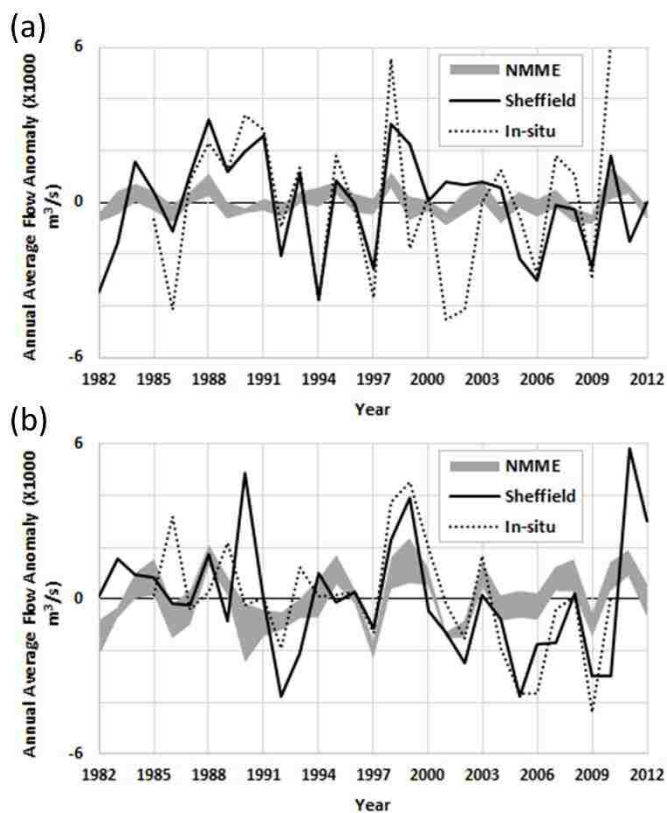 (a)
Annual Average Flow Anomaly (X1000
m³/s)
6
0
-6
NMME
Sheffield
In-situ
1982 1985 1988 1991 1994 1997 2000 2003 2006 2009 2012
Year
(b)
Annual Average Flow Anomaly (X1000
m³/s)
6
0
-6
NMME
Sheffield
In-situ
1982 1985 1988 1991 1994 1997 2000 2003 2006 2009 2012
Year